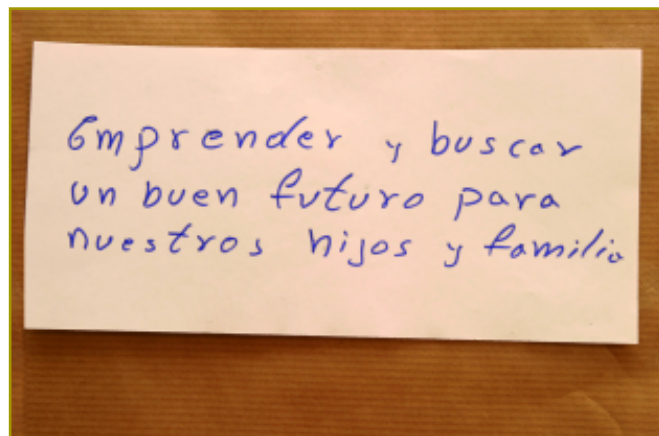 Emprender y buscar
un buen futuro para
nuestros hijos y familia